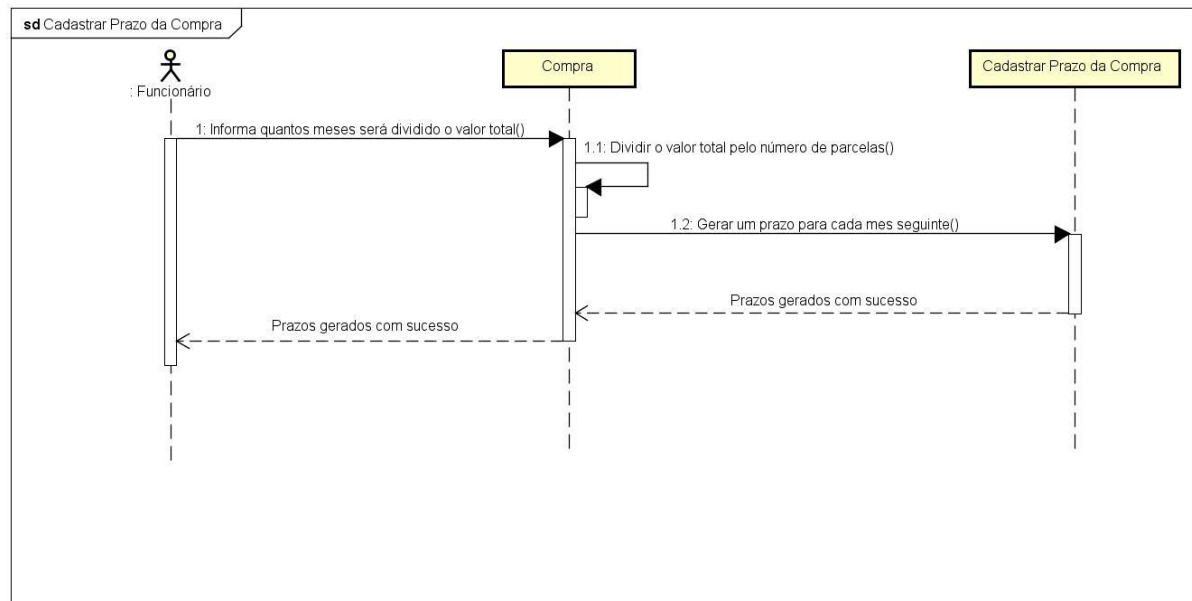 sd Cadastrar Prazo da Compra
: Funcionário
Compra
Cadastrar Prazo da Compra
1: Informa quantos meses será dividido o valor total()
1.1: Dividir o valor total pelo número de parcelas()
1.2: Gerar um prazo para cada mes seguinte()
Prazos gerados com sucesso
Prazos gerados com sucesso